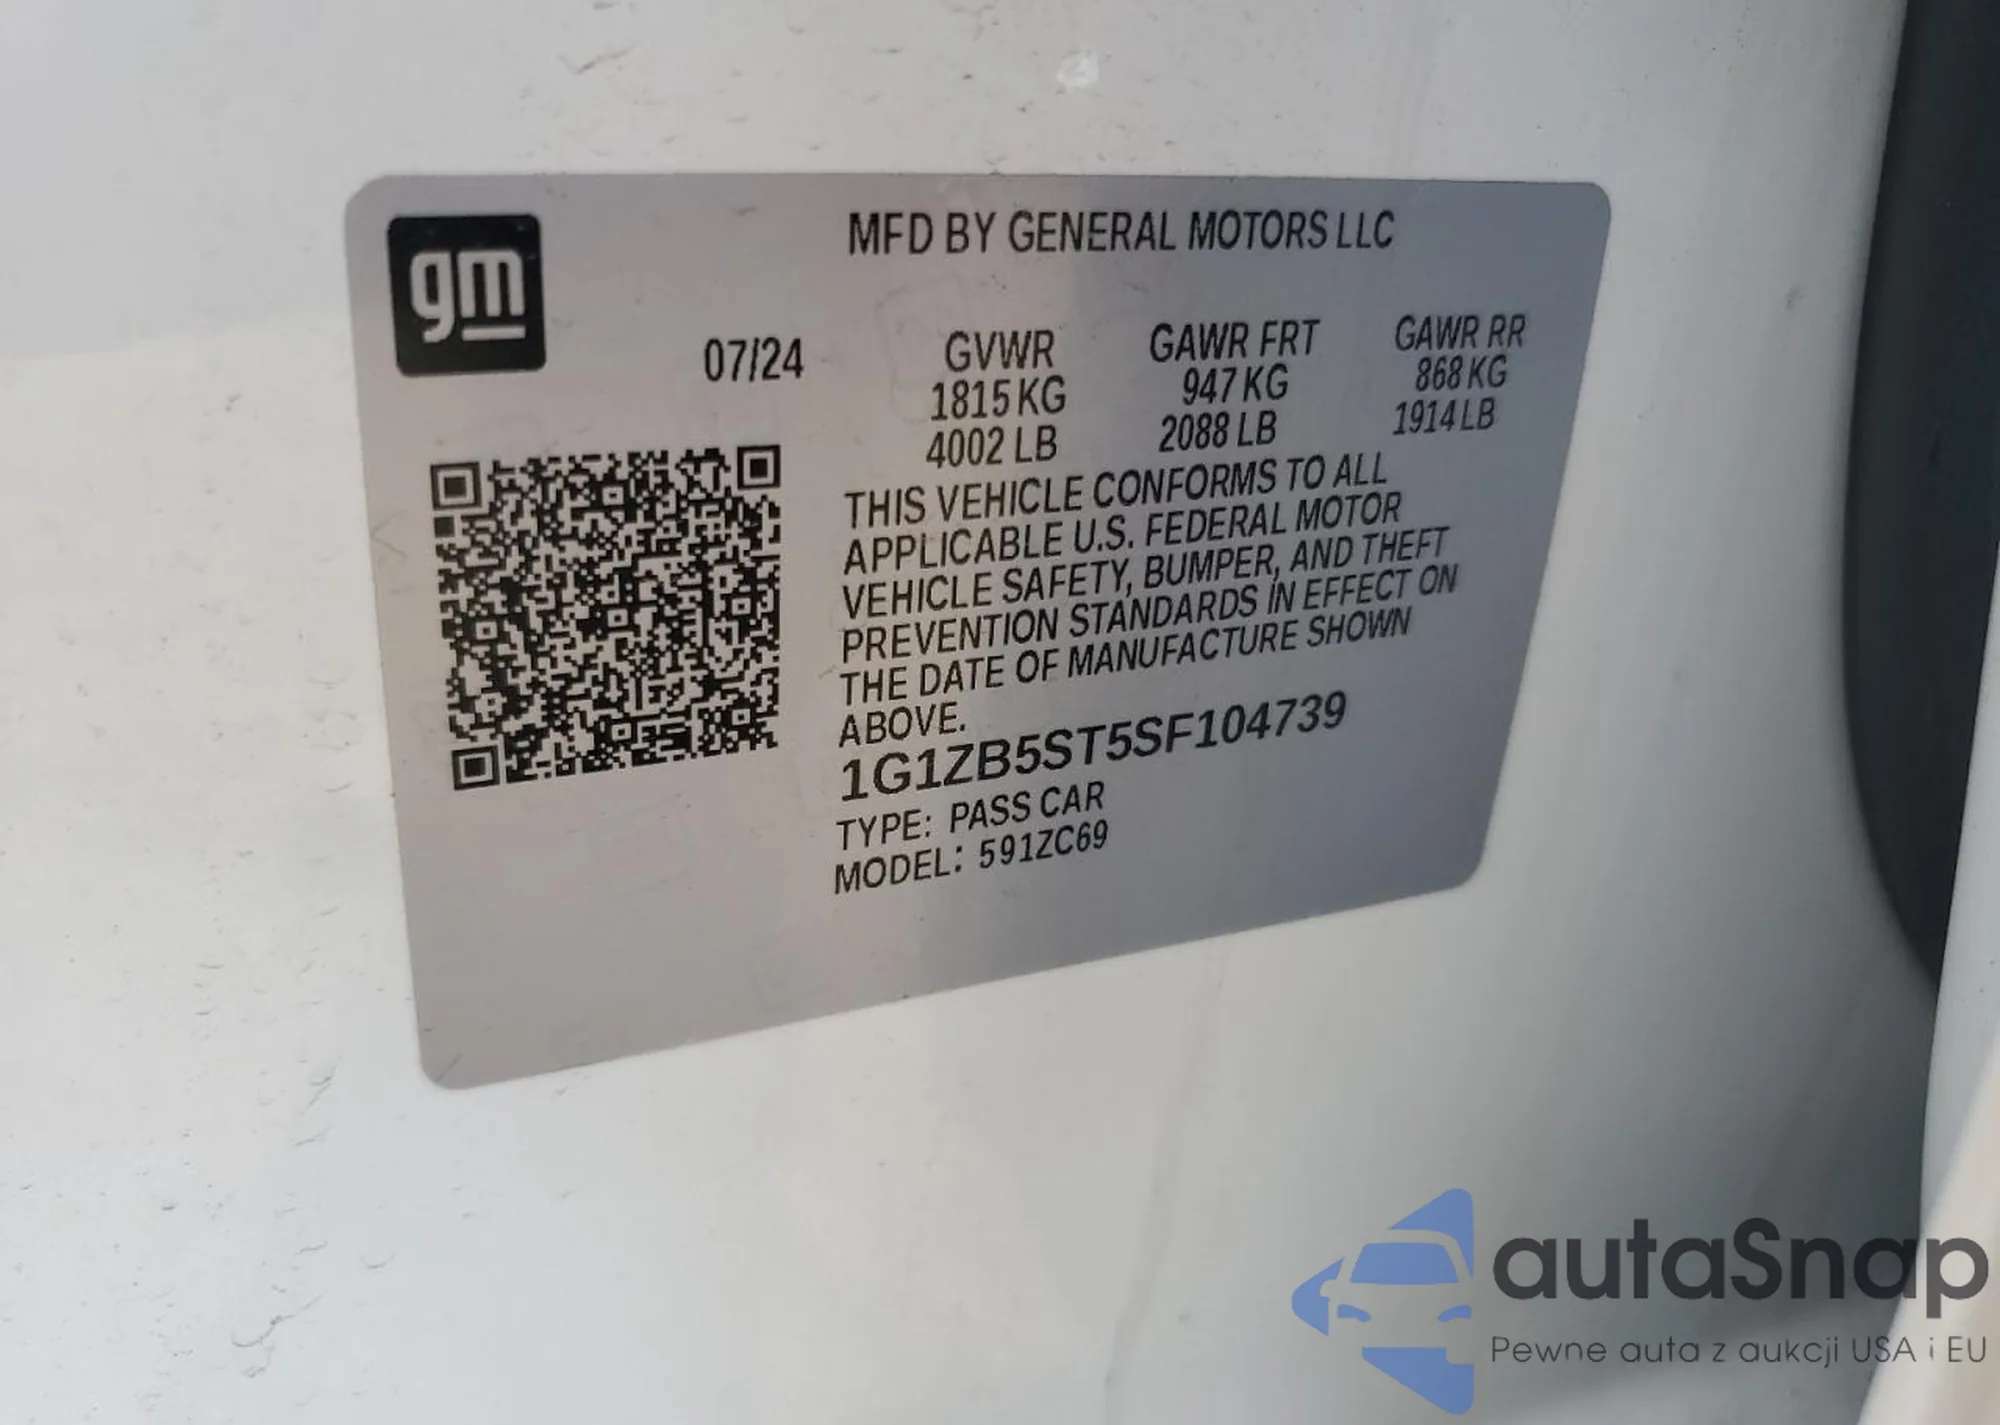 gm
MFD BY GENERAL MOTORS LLC
07/24
GVWR GAWR FRT GAWR RR
1815 KG 947 KG 868 KG
4002 LB 2088 LB 1914 LB
THIS VEHICLE CONFORMS TO ALL
APPLICABLE U.S. FEDERAL MOTOR
VEHICLE SAFETY, BUMPER, AND THEFT
PREVENTION STANDARDS IN EFFECT ON
THE DATE OF MANUFACTURE SHOWN
ABOVE.
1G1ZB5ST5SF104739
TYPE: PASS CAR
MODEL: 591ZC69
autaSnap
Pewne auta z aukcji USA i EU